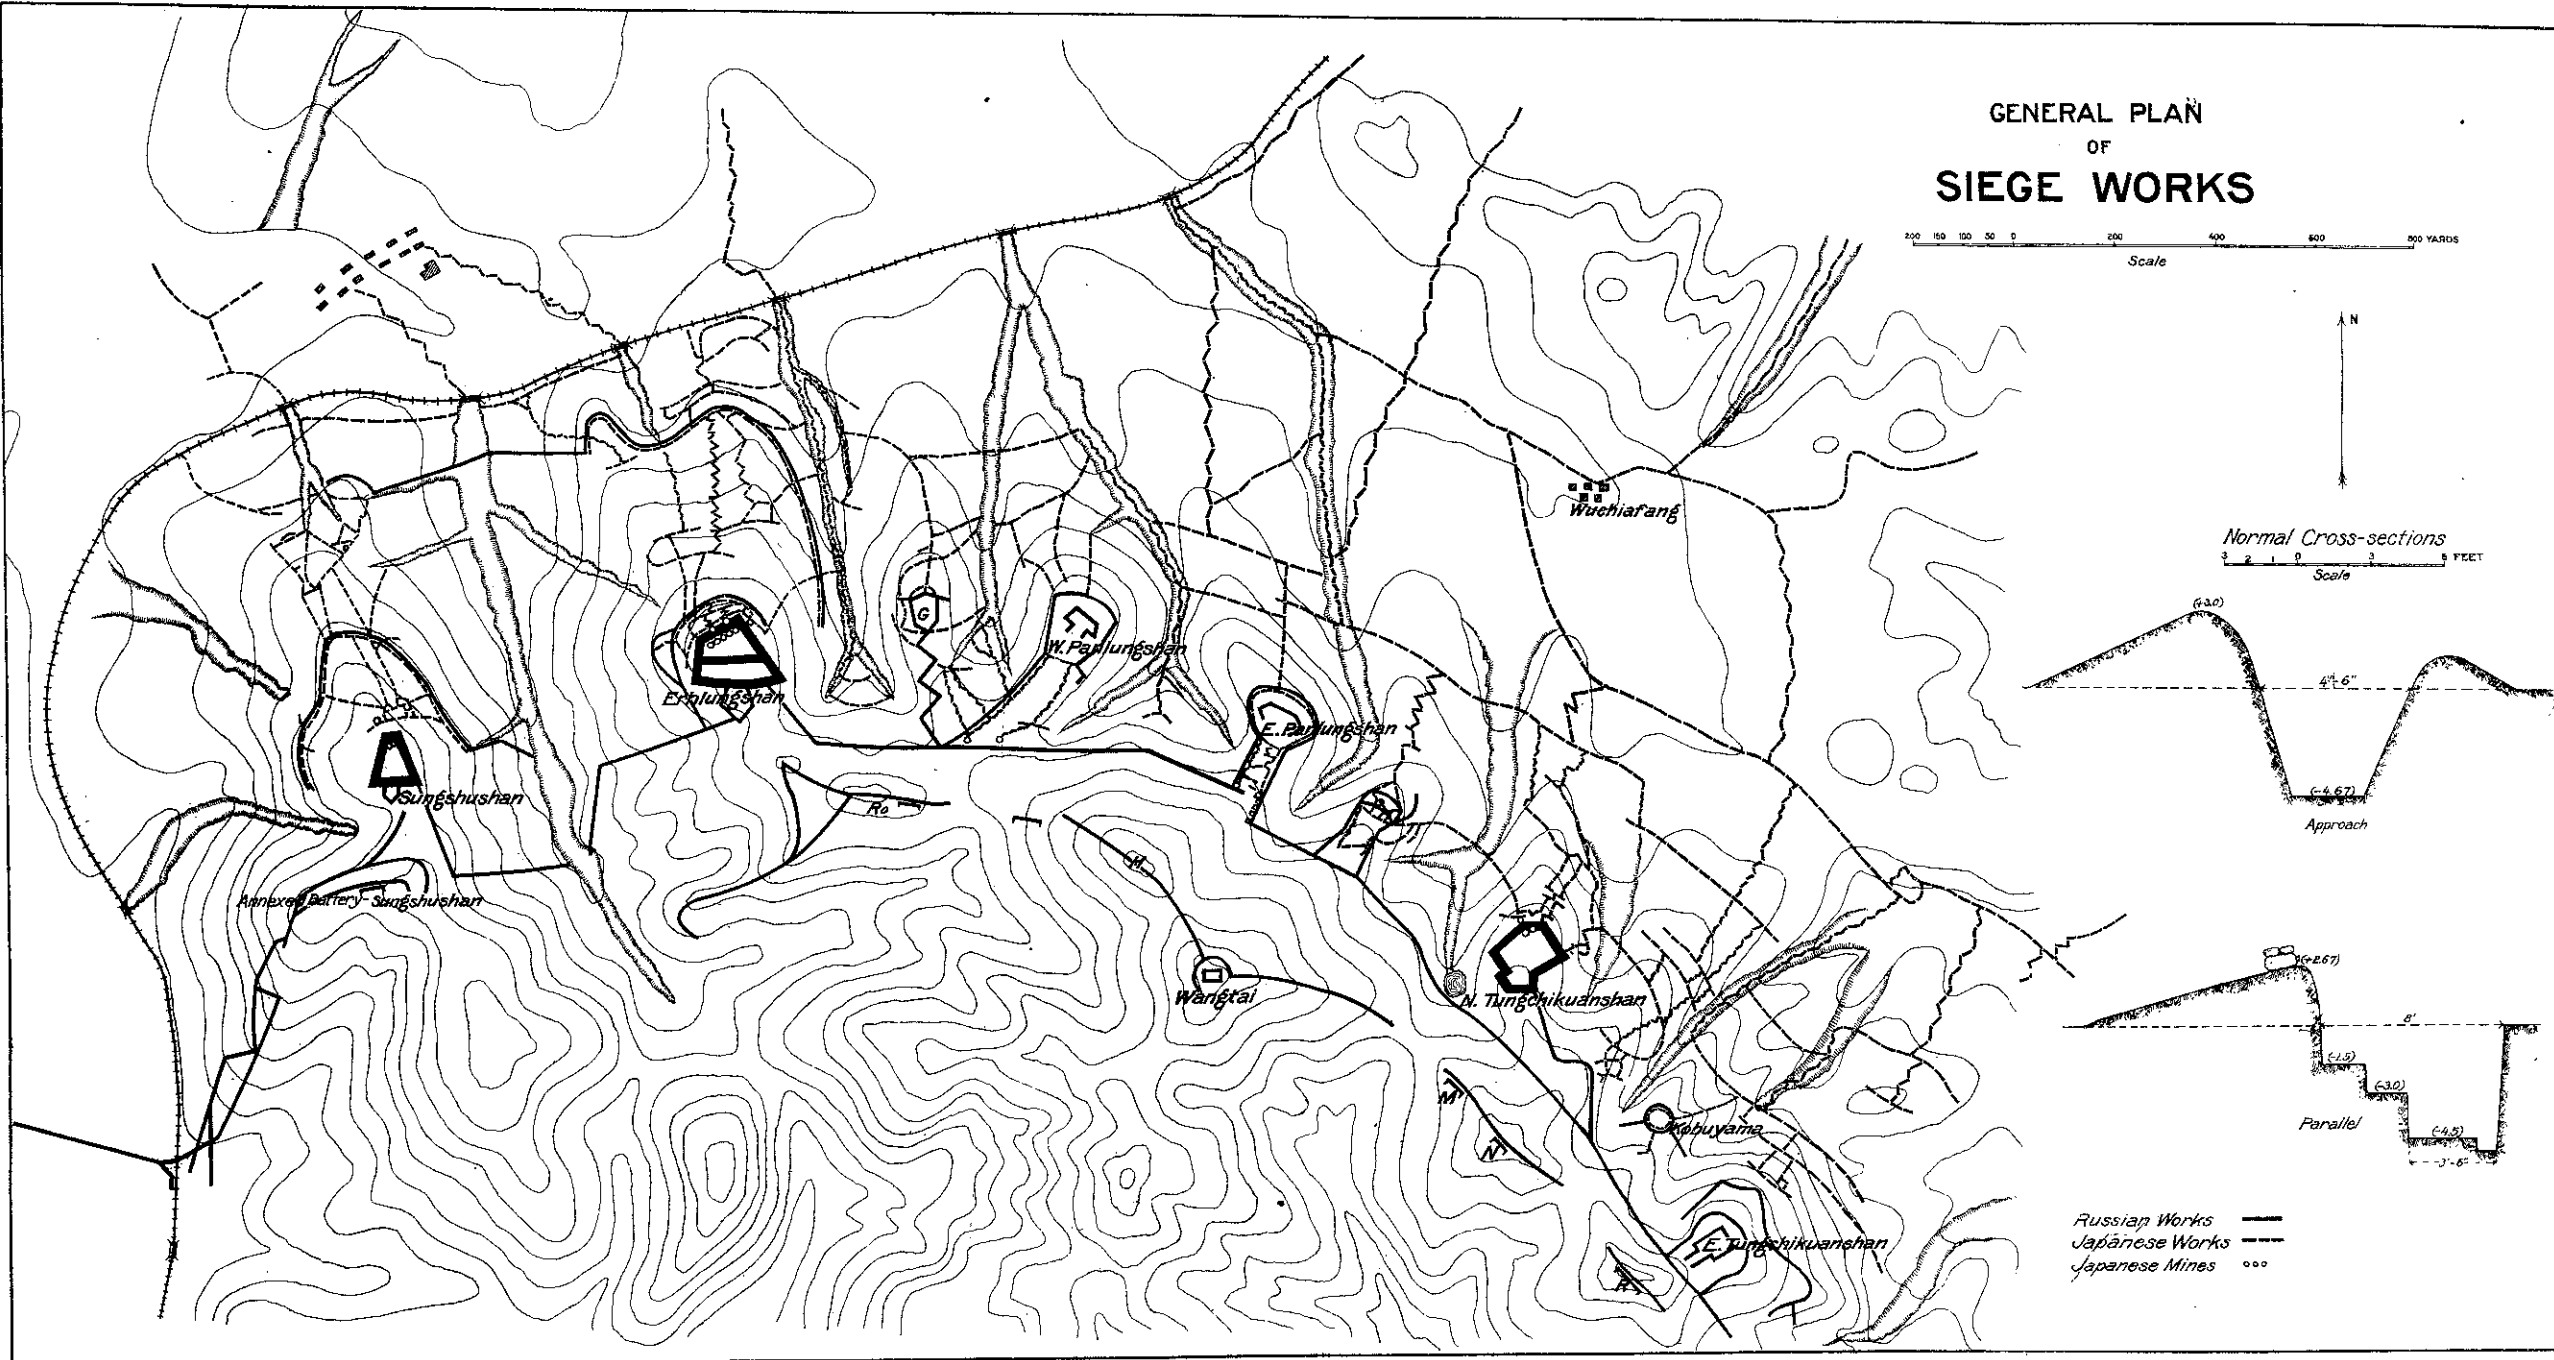 GENERAL PLAN
OF
SIEGE WORKS
200 150 100 50 0 200 400 600 800 YARDS
Scale
N
Wuchiafang
Normal Cross-sections
3 2 1 0 3 6 FEET
Scale
(+3.0)
4'-6"
(-4.67)
Approach
G
W. Panlungshan
Erhlungshan
E. Panlungshan
Sungshushan
Ro
P
H
Annexed Battery-Sungshushan
Wangtai
N. Tungchikuanshan
(+2.67)
8'
(-1.5)
(-3.0)
Parallel
(-4.5)
3'-6"
M
Kobuyama
N
E. Tungchikuanshan
R
Russian Works
Japanese Works
Japanese Mines